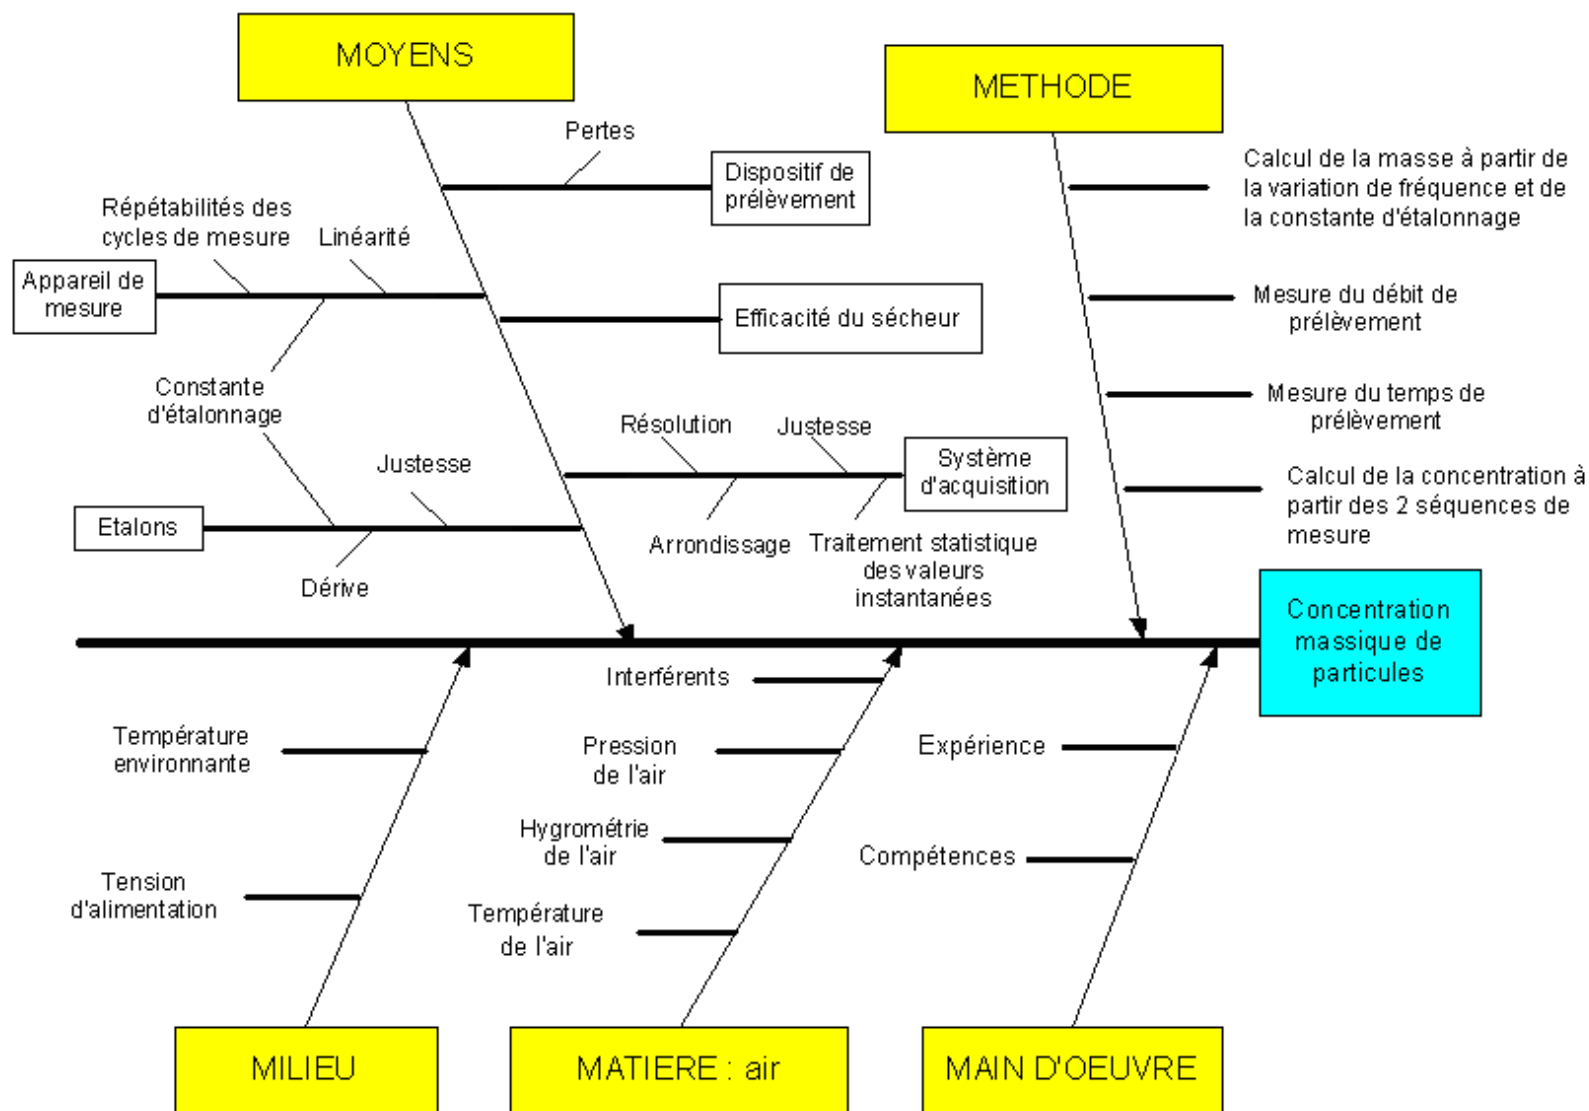 MOYENS
METHODE
Pertes
Dispositif de
prélèvement
Calcul de la masse à partir de
la variation de fréquence et de
la constante d'étalonnage
Répétabilités des
cycles de mesure
Linéarité
Appareil de
mesure
Efficacité du sécheur
Mesure du débit de
prélèvement
Constante
d'étalonnage
Mesure du temps de
prélèvement
Résolution
Justesse
Système
d'acquisition
Justesse
Calcul de la concentration à
partir des 2 séquences de
mesure
Etalons
Arrondissage
Traitement statistique
des valeurs
instantanées
Dérive
Concentration
massique de
particules
Interférents
Température
environnante
Pression
de l'air
Expérience
Hygrométrie
de l'air
Compétences
Tension
d'alimentation
Température
de l'air
MILIEU
MATIERE : air
MAIN D'OEUVRE